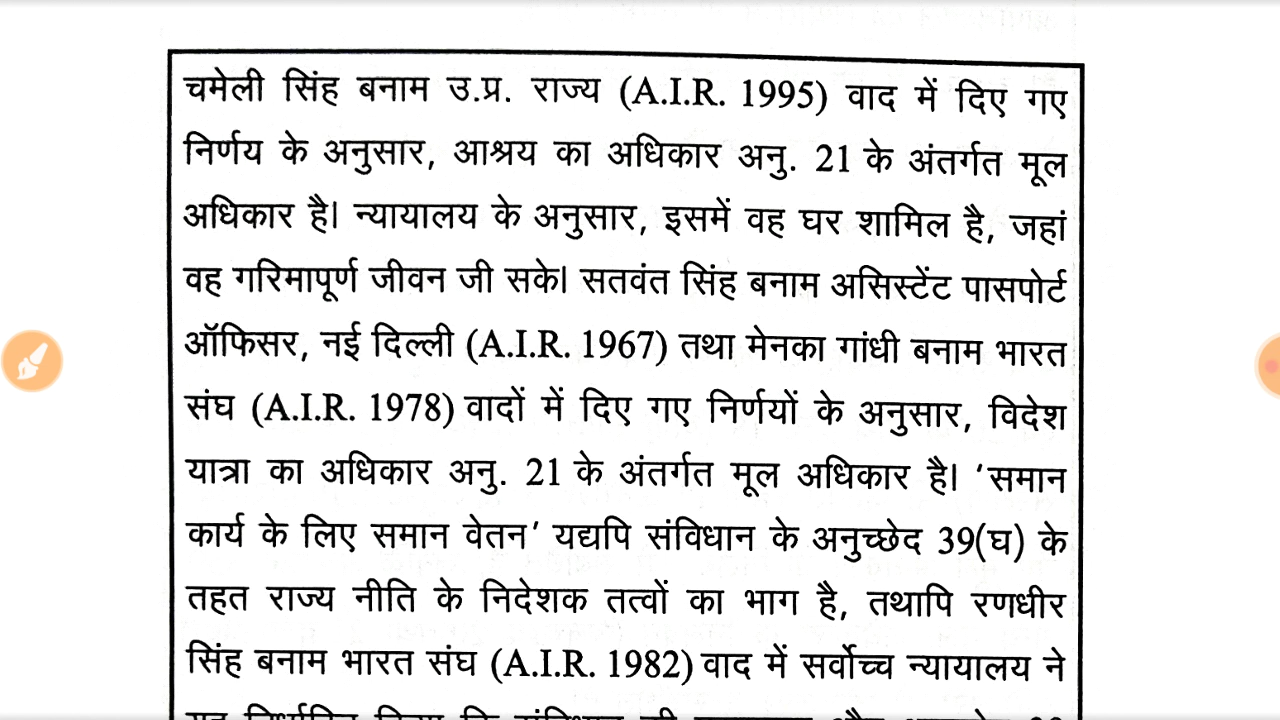 चमेली सिंह बनाम उ.प्र. राज्य (A.I.R. 1995) वाद में दिए गए
निर्णय के अनुसार, आश्रय का अधिकार अनु. 21 के अंतर्गत मूल
अधिकार है। न्यायालय के अनुसार, इसमें वह घर शामिल है, जहां
वह गरिमापूर्ण जीवन जी सके। सतवंत सिंह बनाम असिस्टेंट पासपोर्ट
ऑफिसर, नई दिल्ली (A.I.R. 1967) तथा मेनका गांधी बनाम भारत
संघ (A.I.R. 1978) वादों में दिए गए निर्णयों के अनुसार, विदेश
यात्रा का अधिकार अनु. 21 के अंतर्गत मूल अधिकार है। ‘समान
कार्य के लिए समान वेतन’ यद्यपि संविधान के अनुच्छेद 39(घ) के
तहत राज्य नीति के निदेशक तत्वों का भाग है, तथापि रणधीर
सिंह बनाम भारत संघ (A.I.R. 1982) वाद में सर्वोच्च न्यायालय ने